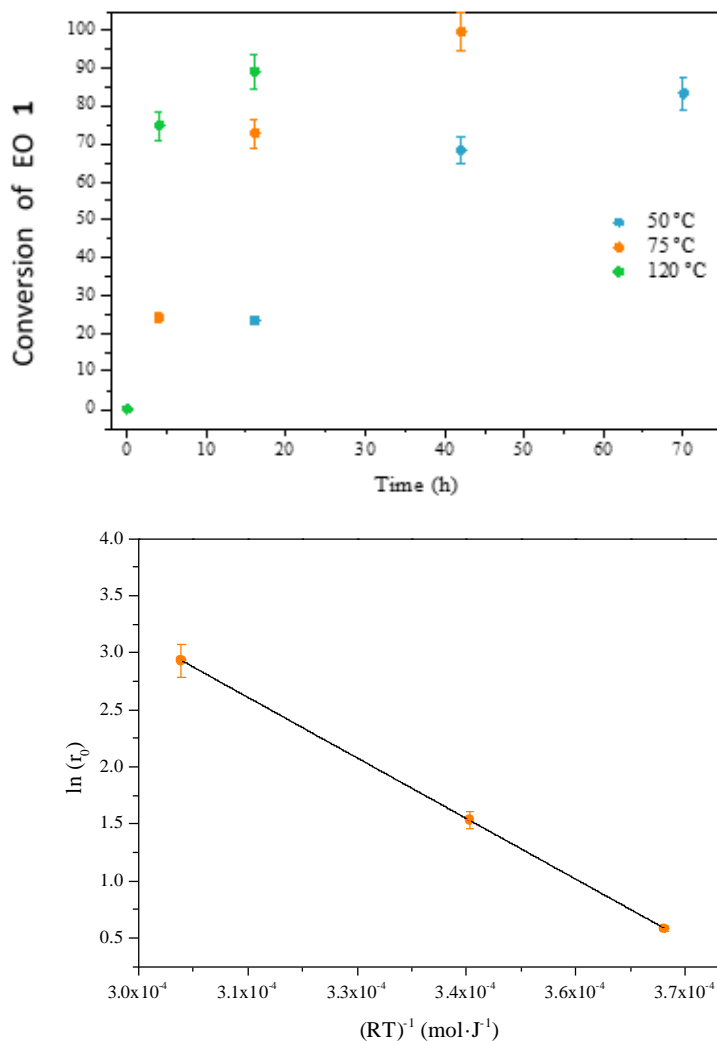 100
90
80
70
60
50
40
30
20
10
0
Conversion of EO 1
50 °C
75 °C
120 °C
0 10 20 30 40 50 60 70
Time (h)
4.0
3.5
3.0
2.5
2.0
1.5
1.0
0.5
ln (r₀)
3.0x10⁻⁴ 3.1x10⁻⁴ 3.3x10⁻⁴ 3.4x10⁻⁴ 3.6x10⁻⁴ 3.7x10⁻⁴
(RT)⁻¹ (mol·J⁻¹)